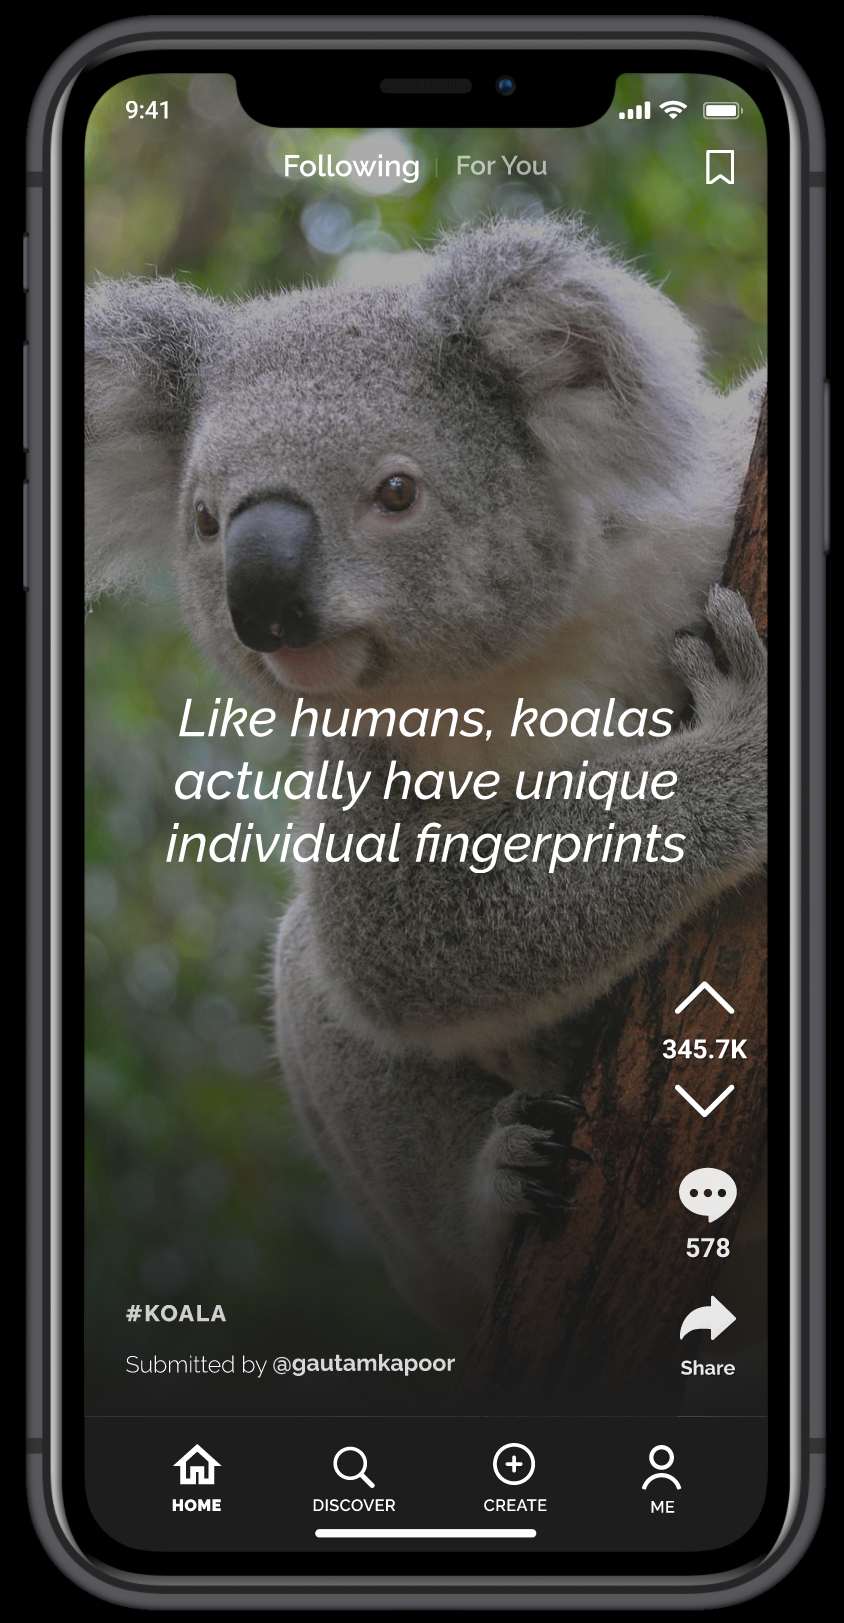 9:41
Following | For You
Like humans, koalas
actually have unique
individual fingerprints
345.7K
578
#KOALA
Submitted by @gautamkapoor
Share
HOME DISCOVER CREATE ME